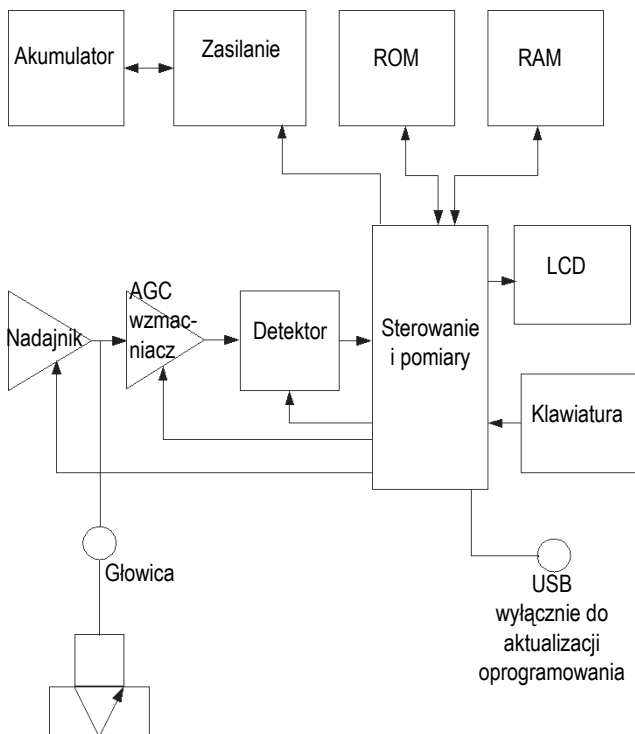 Akumulator
Zasilanie
ROM
RAM
LCD
AGC
wzmac-
niacz
Nadajnik
Detektor
Sterowanie
i pomiary
Klawiatura
Głowica
USB
wyłącznie do
aktualizacji
oprogramowania